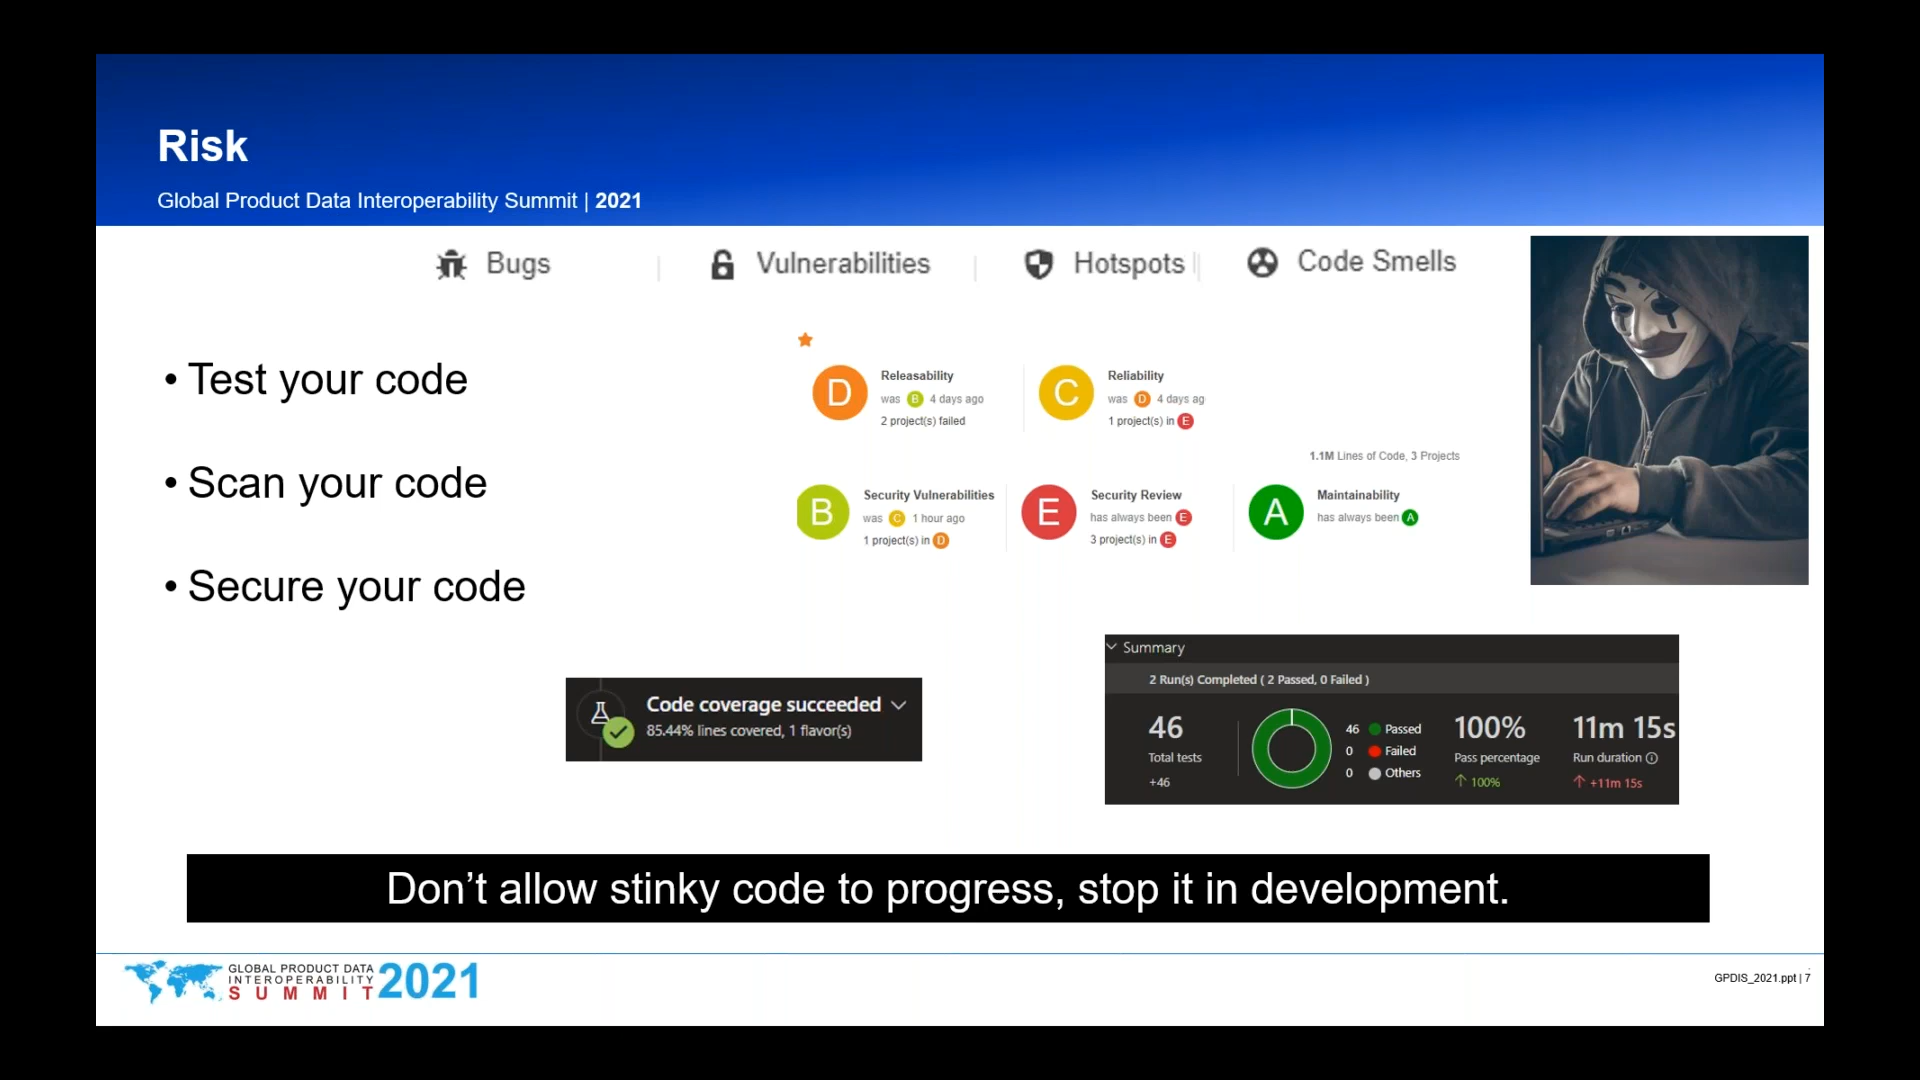 Risk
Global Product Data Interoperability Summit | 2021
Bugs
Vulnerabilities
Hotspots
Code Smells
• Test your code
• Scan your code
• Secure your code
D
Releasability
was B 4 days ago
2 project(s) failed
C
Reliability
was D 4 days ag
1 project(s) in E
1.1M Lines of Code, 3 Projects
B
Security Vulnerabilities
was C 1 hour ago
1 project(s) in D
E
Security Review
has always been E
3 project(s) in E
A
Maintainability
has always been A
Code coverage succeeded
85.44% lines covered, 1 flavor(s)
Summary
2 Run(s) Completed ( 2 Passed, 0 Failed )
46
Total tests
+46
46 Passed
0 Failed
0 Others
100%
Pass percentage
↑ 100%
11m 15s
Run duration
↑ +11m 15s
Don’t allow stinky code to progress, stop it in development.
GLOBAL PRODUCT DATA
INTEROPERABILITY
SUMMIT
2021
GPDIS_2021.ppt | 7